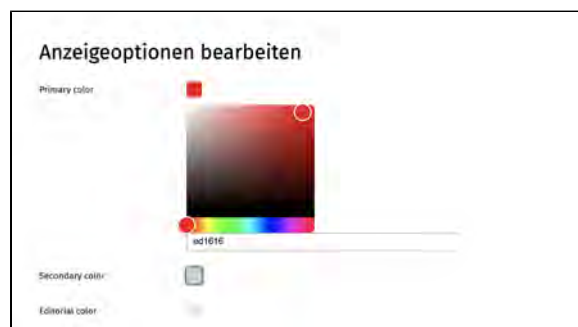 Anzeigeoptionen bearbeiten
Primary color
ed1616
Secondary color
Editorial color